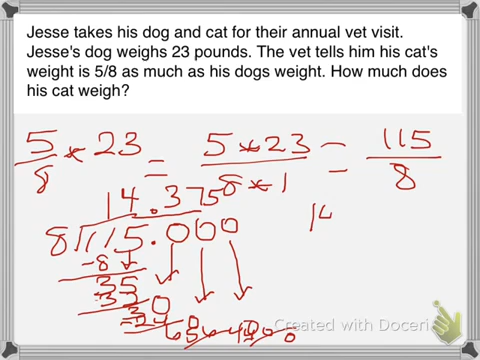 Jesse takes his dog and cat for their annual vet visit.
Jesse's dog weighs 23 pounds. The vet tells him his cat's
weight is 5/8 as much as his dogs weight. How much does
his cat weigh?
5/8 * 23 = 5 * 23 / 8 * 1 = 115/8
14.375
8 115.000
-8
35
-32
30
-24
60
Created with Doceri